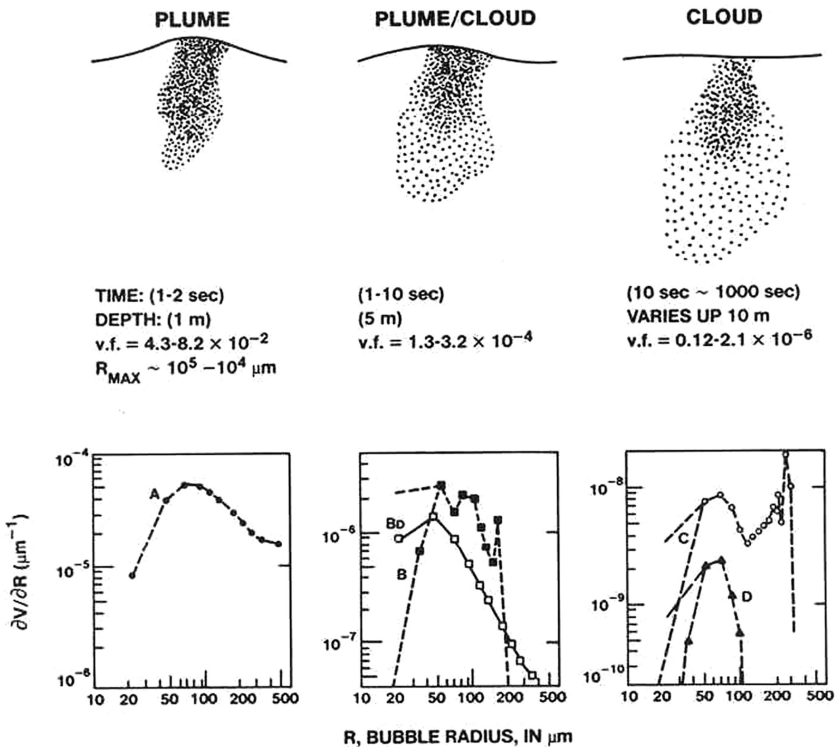 PLUME
PLUME/CLOUD
CLOUD
TIME: (1-2 sec)
DEPTH: (1 m)
v.f. = 4.3-8.2 × 10⁻²
R_MAX ~ 10⁵ –10⁴ μm
(1-10 sec)
(5 m)
v.f. = 1.3-3.2 × 10⁻⁴
(10 sec ~ 1000 sec)
VARIES UP 10 m
v.f. = 0.12-2.1 × 10⁻⁶
∂V/∂R (μm⁻¹)
10⁻⁴
10⁻⁵
10⁻⁶
A
10 20 50 100 200 500
10⁻⁶
10⁻⁷
B_D
B
10 20 50 100 200 500
10⁻⁸
10⁻⁹
10⁻¹⁰
C
D
10 20 50 100 200 500
R, BUBBLE RADIUS, IN μm